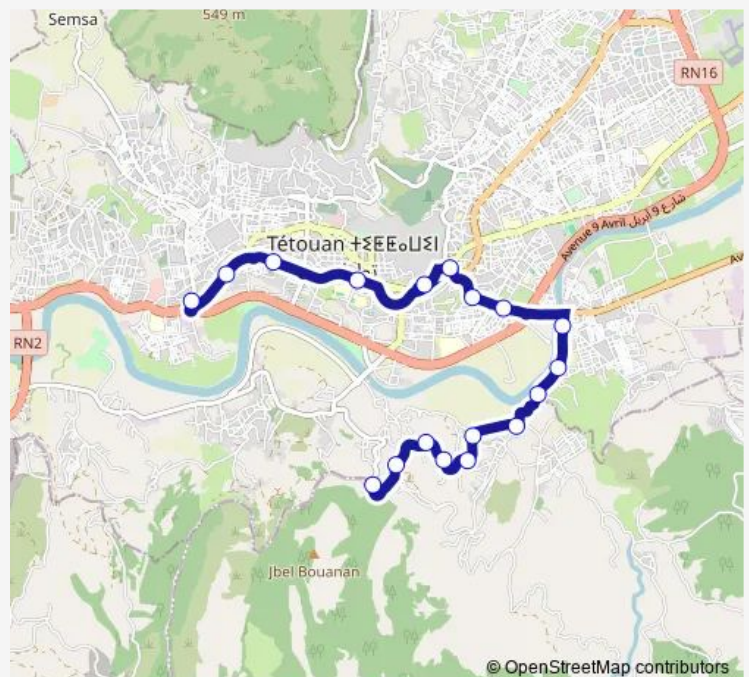 Semsa
549 m
RN16
شارع 9 أبريل Avenue 9 Avril
Tétouan ⵜⵉⵟⵟⴰⵡⵉⵏ
Av
RN2
Jbel Bouanan
© OpenStreetMap contributors